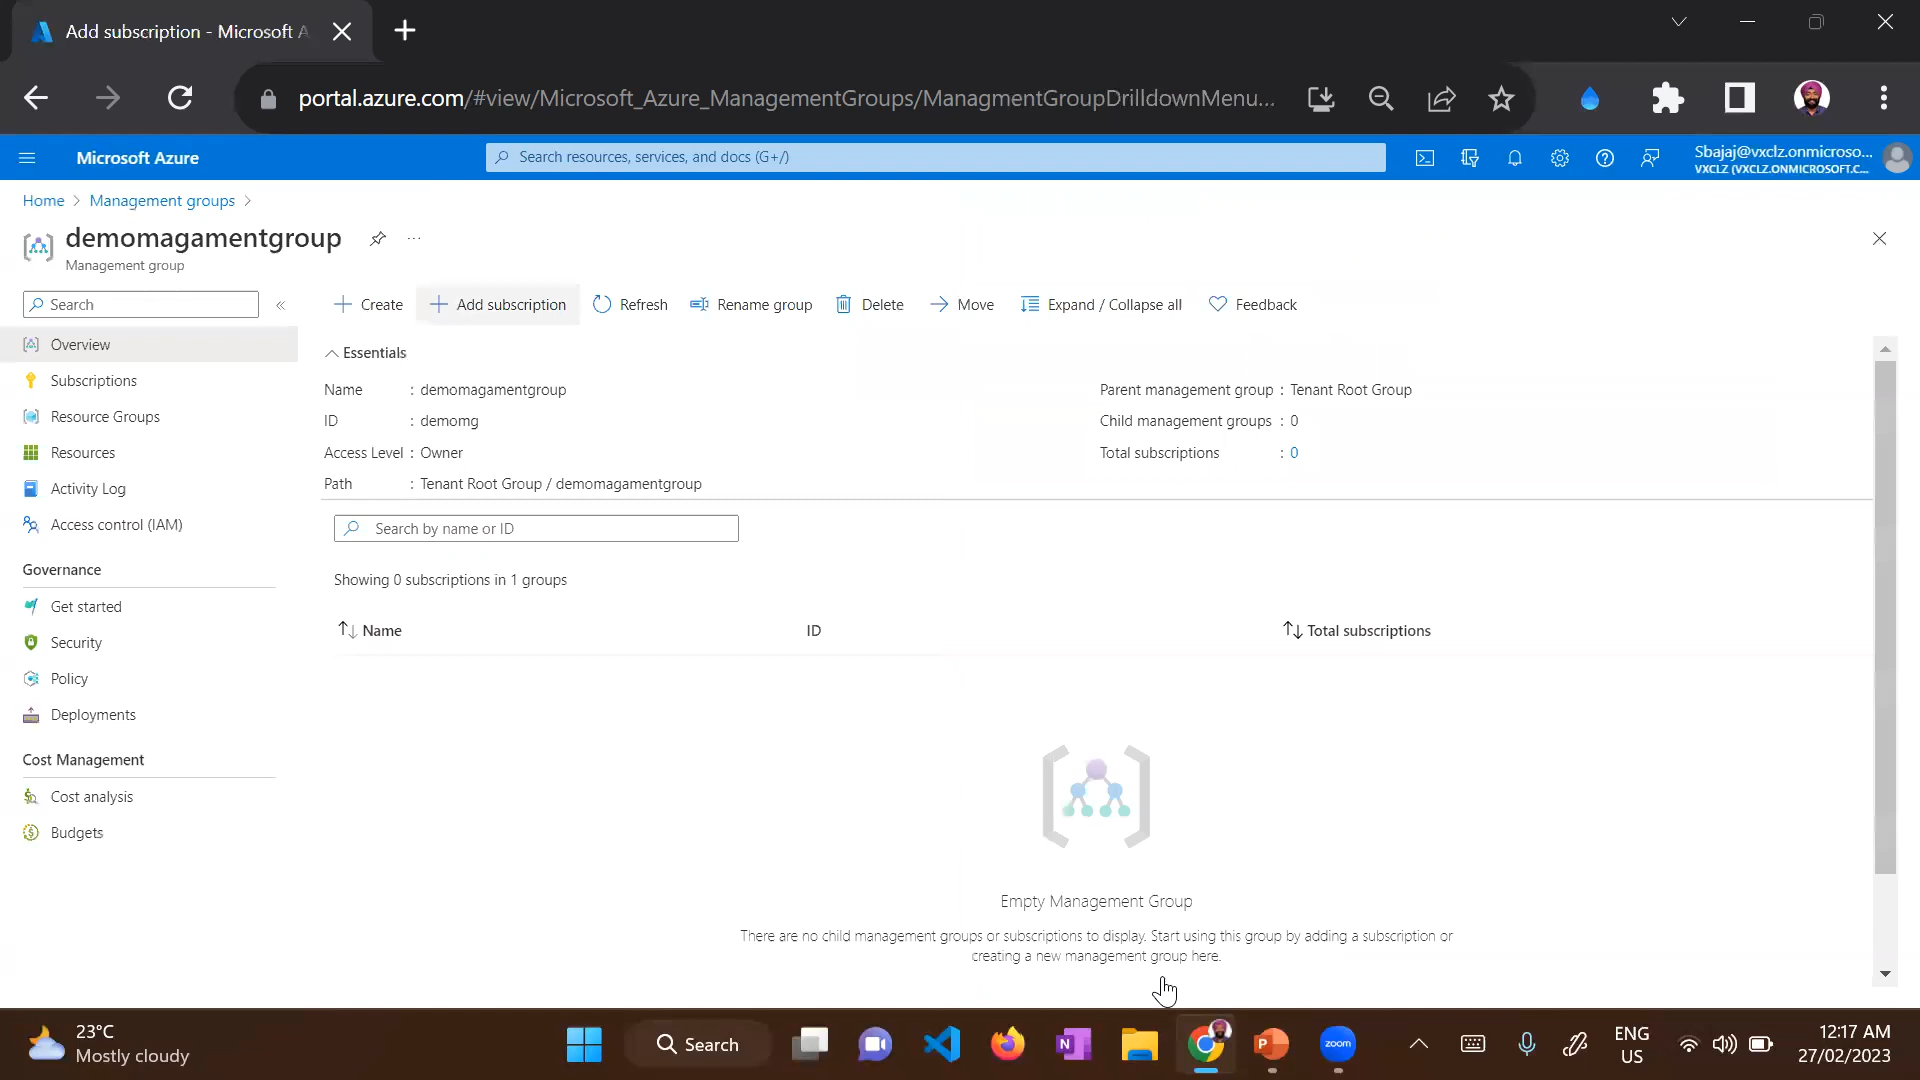 Add subscription - Microsoft A
portal.azure.com/#view/Microsoft_Azure_ManagementGroups/ManagmentGroupDrilldownMenu...
Microsoft Azure
Search resources, services, and docs (G+/)
Sbajaj@vxclz.onmicroso...
VXCLZ (VXCLZ.ONMICROSOFT.C...
Home > Management groups >
demomagamentgroup
...
Management group
Search
«
Create
Add subscription
Refresh
Rename group
Delete
Move
Expand / Collapse all
Feedback
Overview
Subscriptions
Resource Groups
Resources
Activity Log
Access control (IAM)
Governance
Get started
Security
Policy
Deployments
Cost Management
Cost analysis
Budgets
Essentials
Name : demomagamentgroup
ID : demomg
Access Level : Owner
Path : Tenant Root Group / demomagamentgroup
Parent management group : Tenant Root Group
Child management groups : 0
Total subscriptions : 0
Search by name or ID
Showing 0 subscriptions in 1 groups
Name ID Total subscriptions
Empty Management Group
There are no child management groups or subscriptions to display. Start using this group by adding a subscription or
creating a new management group here.
23°C
Mostly cloudy
Search
N
P
zoom
ENG
US
12:17 AM
27/02/2023